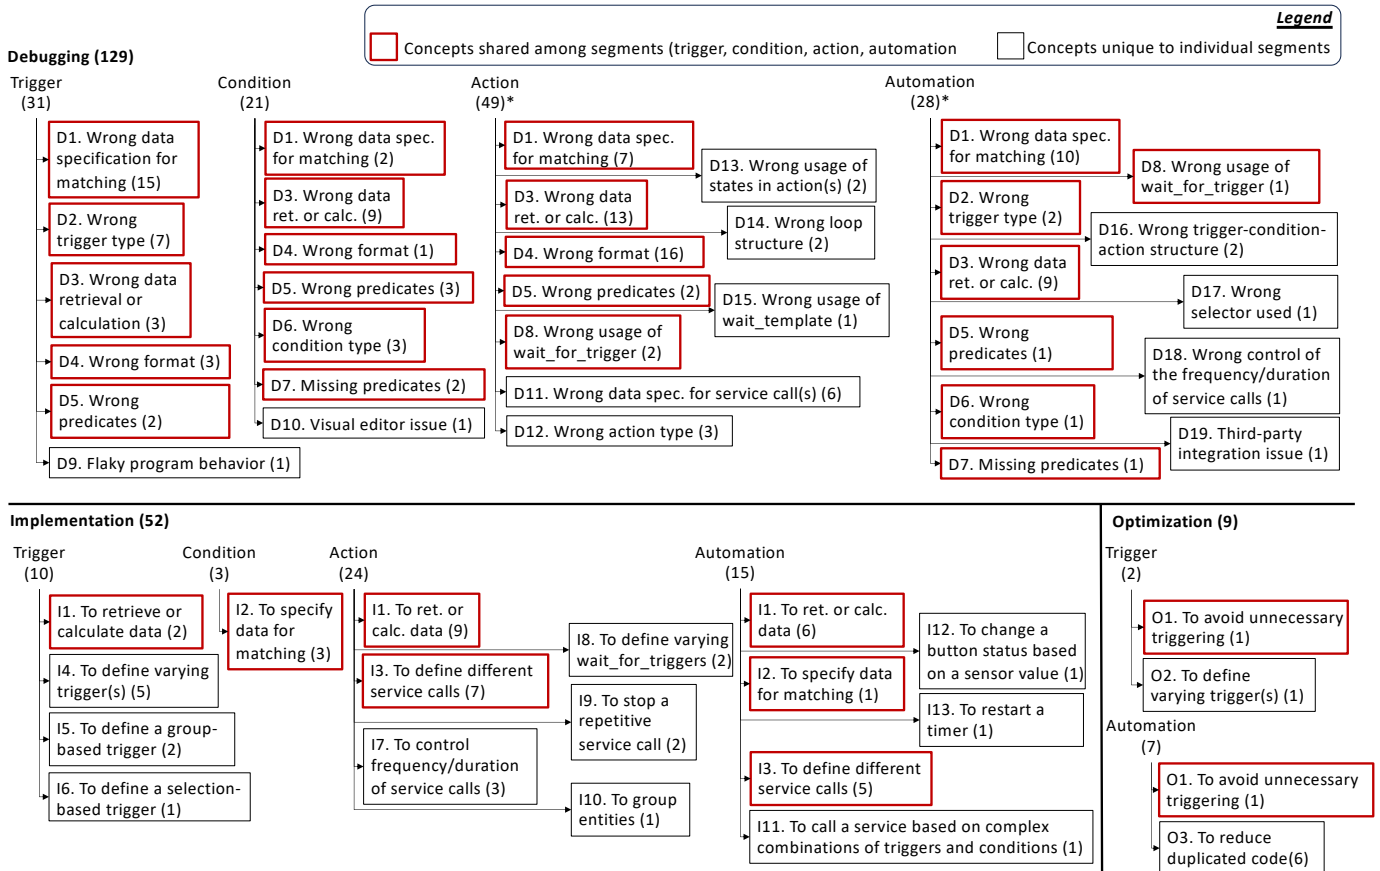 Legend
Concepts shared among segments (trigger, condition, action, automation
Concepts unique to individual segments
Debugging (129)
Trigger
(31)
D1. Wrong data
specification for
matching (15)
D2. Wrong
trigger type (7)
D3. Wrong data
retrieval or
calculation (3)
D4. Wrong format (3)
D5. Wrong
predicates (2)
D9. Flaky program behavior (1)
Condition
(21)
D1. Wrong data spec.
for matching (2)
D3. Wrong data
ret. or calc. (9)
D4. Wrong format (1)
D5. Wrong predicates (3)
D6. Wrong
condition type (3)
D7. Missing predicates (2)
D10. Visual editor issue (1)
Action
(49)*
D1. Wrong data spec.
for matching (7)
D13. Wrong usage of
states in action(s) (2)
D3. Wrong data
ret. or calc. (13)
D14. Wrong loop
structure (2)
D4. Wrong format (16)
D5. Wrong predicates (2)
D15. Wrong usage of
wait_template (1)
D8. Wrong usage of
wait_for_trigger (2)
D11. Wrong data spec. for service call(s) (6)
D12. Wrong action type (3)
Automation
(28)*
D1. Wrong data spec.
for matching (10)
D8. Wrong usage of
wait_for_trigger (1)
D2. Wrong
trigger type (2)
D16. Wrong trigger-condition-
action structure (2)
D3. Wrong data
ret. or calc. (9)
D17. Wrong
selector used (1)
D5. Wrong
predicates (1)
D18. Wrong control of
the frequency/duration
of service calls (1)
D6. Wrong
condition type (1)
D19. Third-party
integration issue (1)
D7. Missing predicates (1)
Implementation (52)
Trigger
(10)
I1. To retrieve or
calculate data (2)
I4. To define varying
trigger(s) (5)
I5. To define a group-
based trigger (2)
I6. To define a selection-
based trigger (1)
Condition
(3)
I2. To specify
data for
matching (3)
Action
(24)
I1. To ret. or
calc. data (9)
I8. To define varying
wait_for_triggers (2)
I3. To define different
service calls (7)
I9. To stop a
repetitive
service call (2)
I7. To control
frequency/duration
of service calls (3)
I10. To group
entities (1)
Automation
(15)
I1. To ret. or calc.
data (6)
I12. To change a
button status based
on a sensor value (1)
I2. To specify data
for matching (1)
I13. To restart a
timer (1)
I3. To define different
service calls (5)
I11. To call a service based on complex
combinations of triggers and conditions (1)
Optimization (9)
Trigger
(2)
O1. To avoid unnecessary
triggering (1)
O2. To define
varying trigger(s) (1)
Automation
(7)
O1. To avoid unnecessary
triggering (1)
O3. To reduce
duplicated code(6)